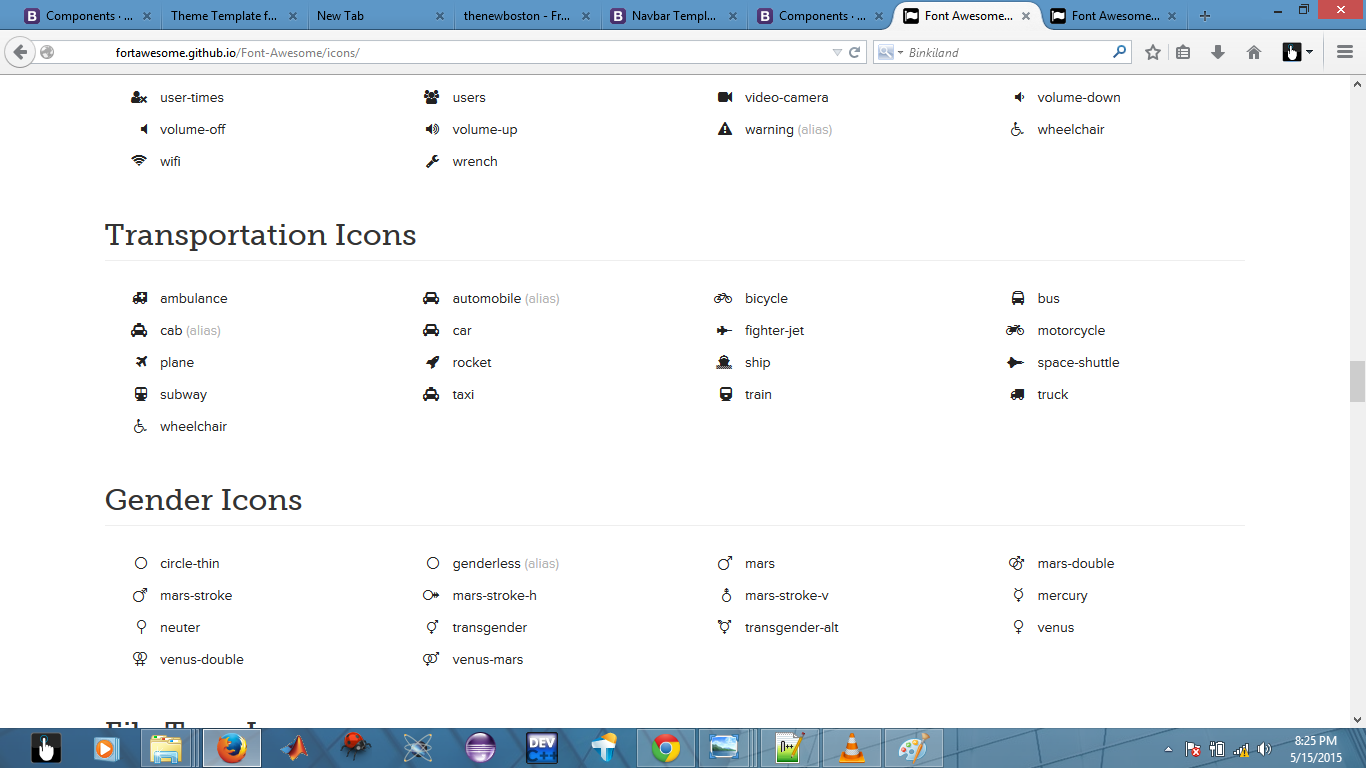 Components · ... Theme Template f... New Tab thenewboston - Fr... Navbar Templ... Components · ... Font Awesome... Font Awesome...
fortawesome.github.io/Font-Awesome/icons/ Binkiland
user-times users video-camera volume-down
volume-off volume-up warning (alias) wheelchair
wifi wrench
Transportation Icons
ambulance automobile (alias) bicycle bus
cab (alias) car fighter-jet motorcycle
plane rocket ship space-shuttle
subway taxi train truck
wheelchair
Gender Icons
circle-thin genderless (alias) mars mars-double
mars-stroke mars-stroke-h mars-stroke-v mercury
neuter transgender transgender-alt venus
venus-double venus-mars
DEV C++ N++ 8:25 PM
5/15/2015